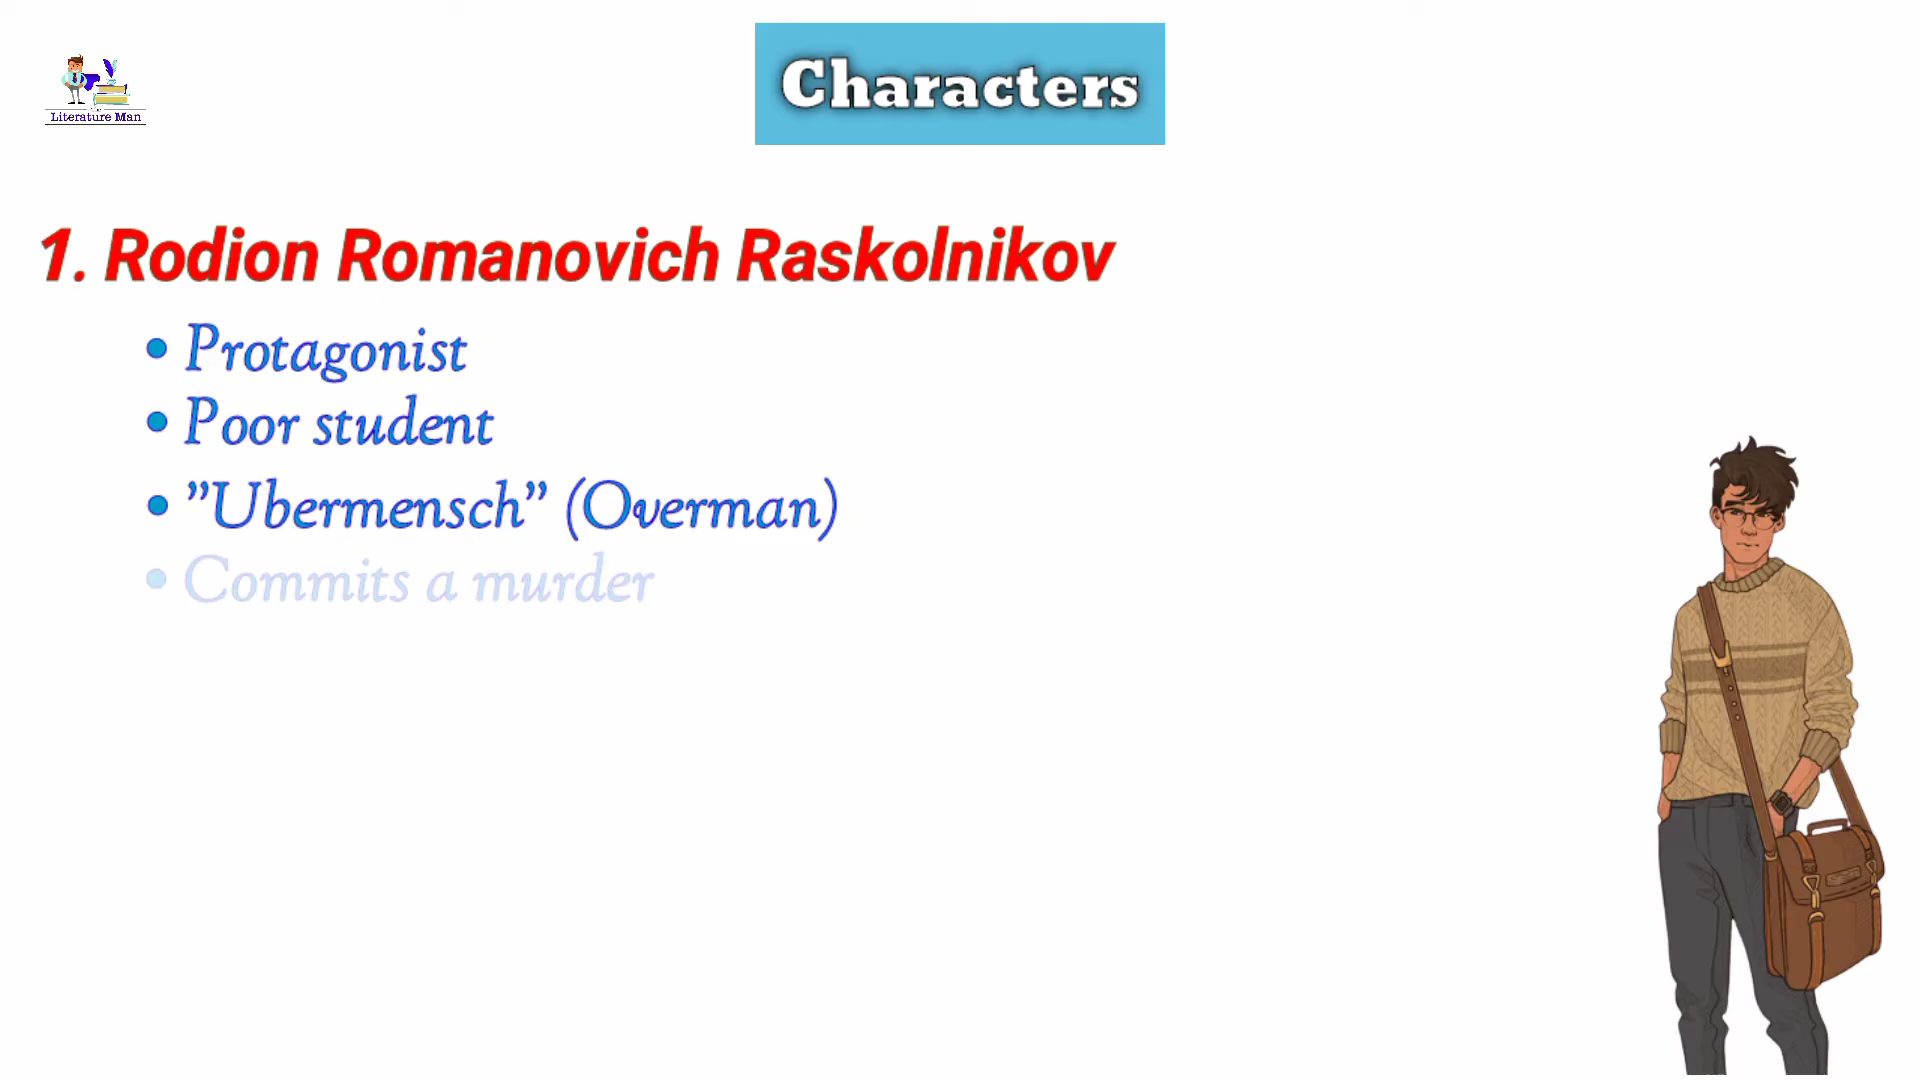 Characters
Literature Man
1. Rodion Romanovich Raskolnikov
• Protagonist
• Poor student
• ”Ubermensch” (Overman)
• Commits a murder